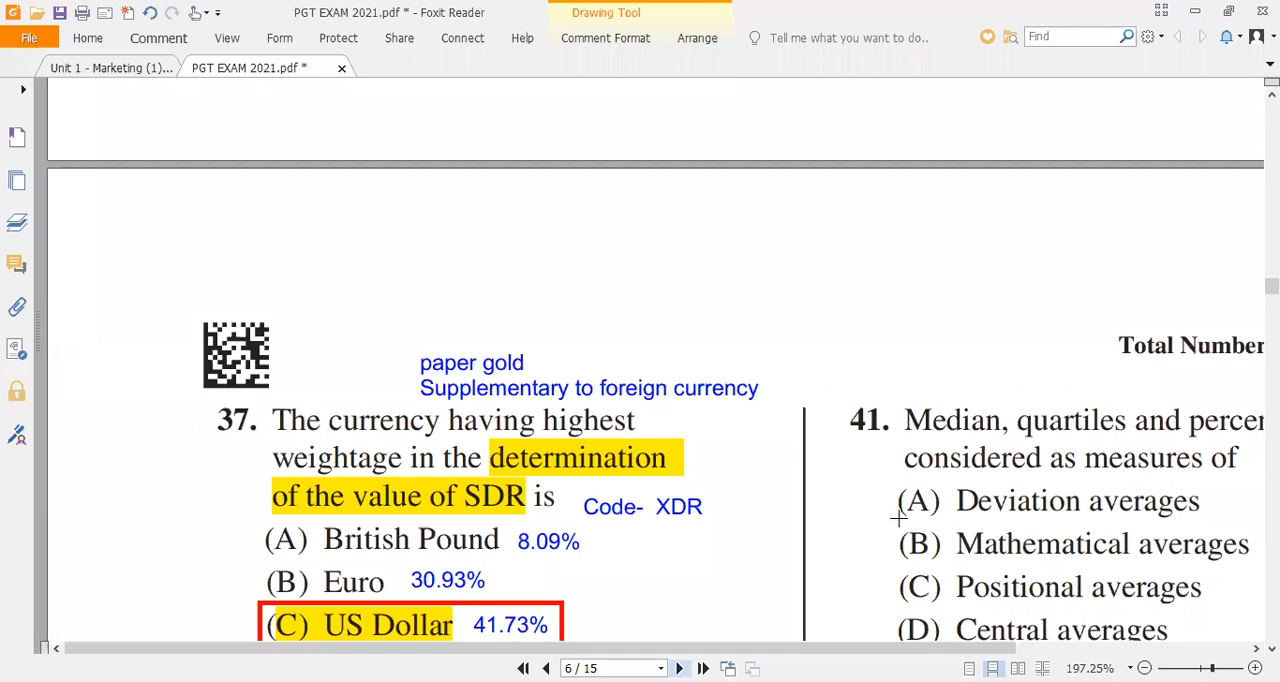 PGT EXAM 2021.pdf * - Foxit Reader
Drawing Tool
File
Home
Comment
View
Form
Protect
Share
Connect
Help
Comment Format
Arrange
Tell me what you want to do..
Find
Unit 1 - Marketing (1)...
PGT EXAM 2021.pdf *
paper gold
Supplementary to foreign currency
37. The currency having highest
weightage in the determination
of the value of SDR is
Code- XDR
(A) British Pound 8.09%
(B) Euro 30.93%
(C) US Dollar 41.73%
Total Number
41. Median, quartiles and percen
considered as measures of
(A) Deviation averages
(B) Mathematical averages
(C) Positional averages
(D) Central averages
6 / 15
197.25%